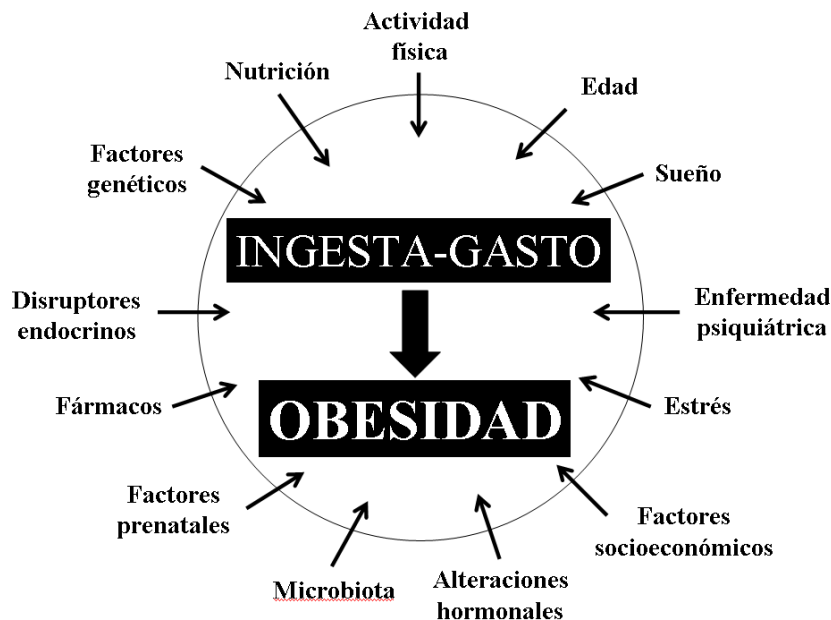 Actividad
física
Nutrición
Edad
Factores
genéticos
Sueño
INGESTA-GASTO
Disruptores
endocrinos
Enfermedad
psiquiátrica
Fármacos
OBESIDAD
Estrés
Factores
prenatales
Factores
socioeconómicos
Microbiota
Alteraciones
hormonales